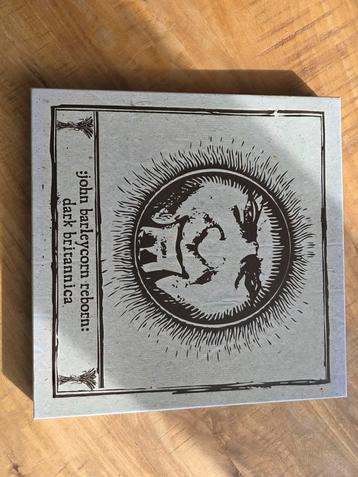 :john barleycorn reborn:
dark britannica